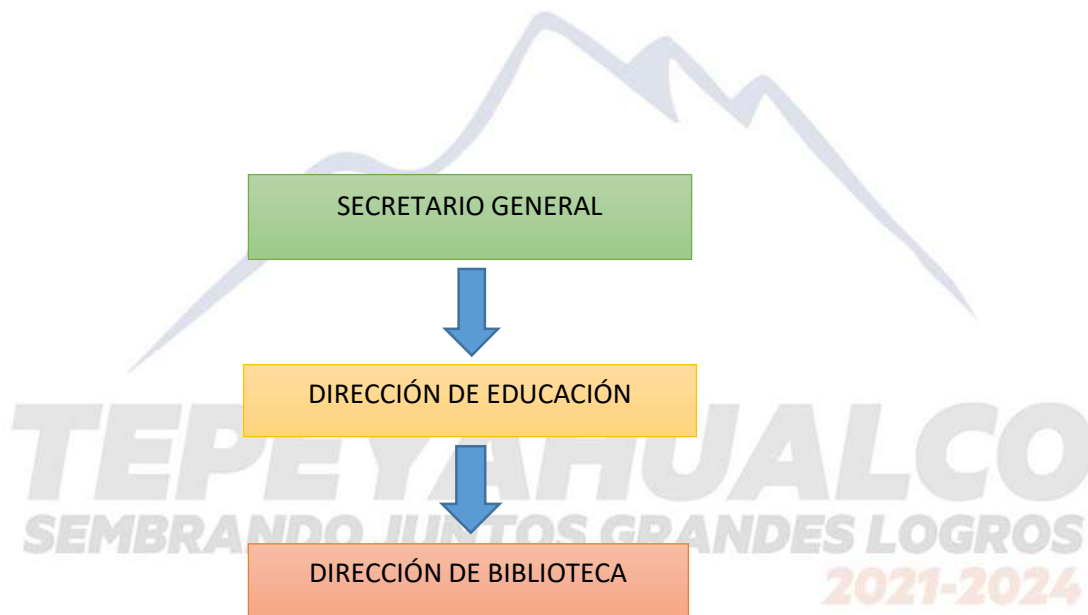 SECRETARIO GENERAL
DIRECCIÓN DE EDUCACIÓN
TEPEYAHUALCO
SEMBRANDO JUNTOS GRANDES LOGROS
DIRECCIÓN DE BIBLIOTECA
2021-2024